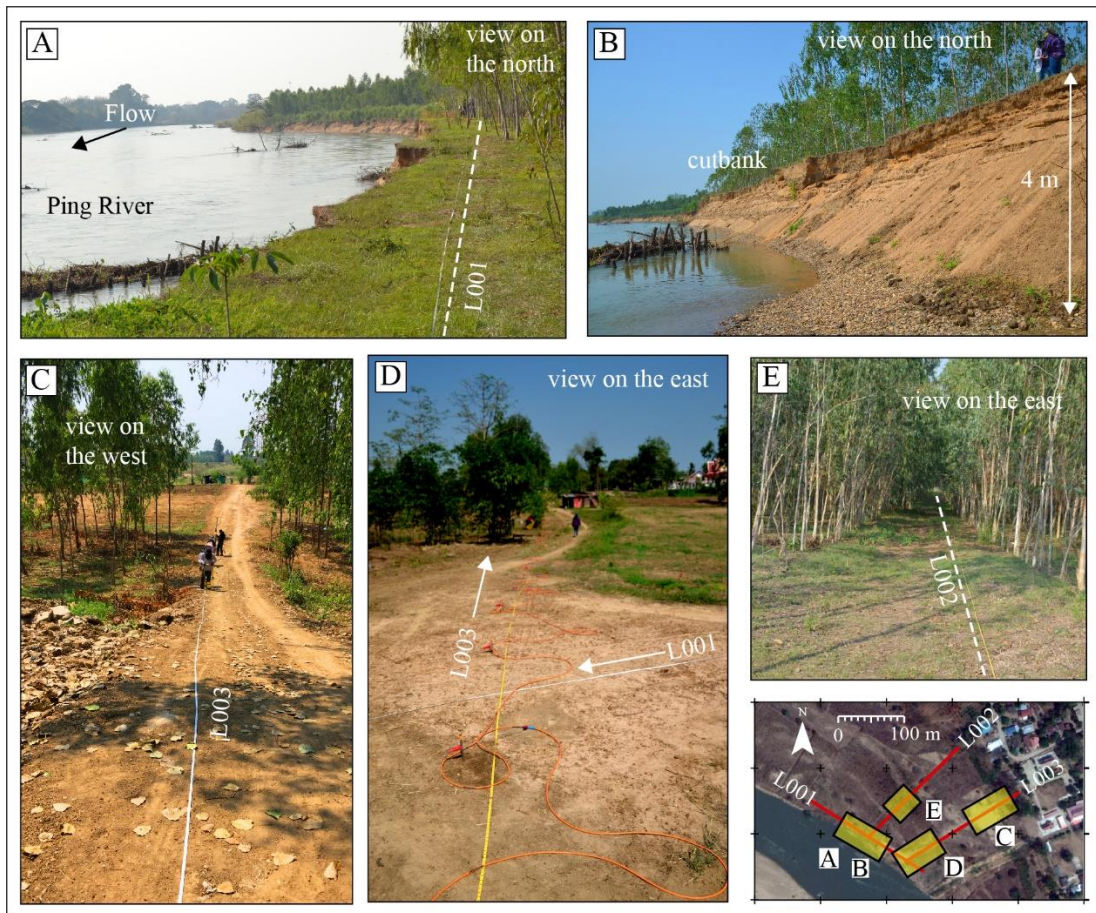 A
view on
the north
Flow
Ping River
L001
B
view on the north
cutbank
4 m
C
view on
the west
L003
D
view on the east
L003
L001
E
view on the east
L002
N
0 100 m
L001
L002
L003
A
B
E
D
C